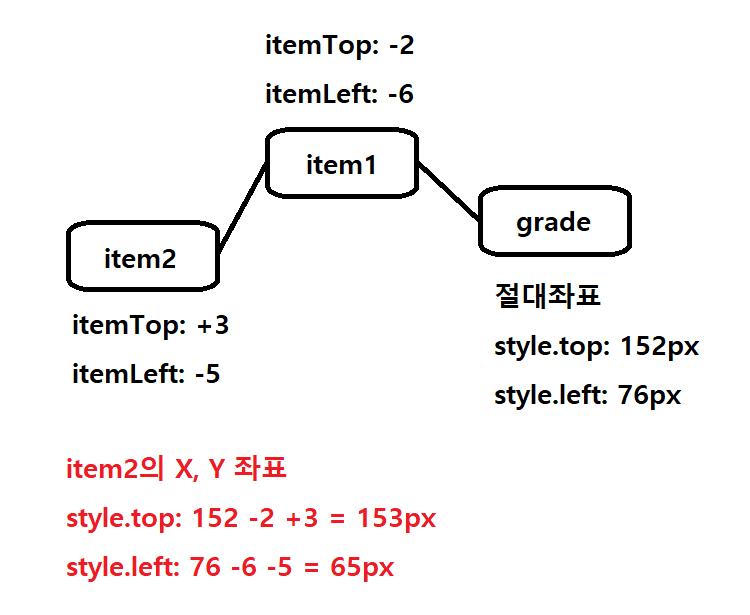 itemTop: -2
itemLeft: -6
item1
grade
item2
절대좌표
itemTop: +3
style.top: 152px
itemLeft: -5
style.left: 76px
item2의 X, Y 좌표
style.top: 152 -2 +3 = 153px
style.left: 76 -6 -5 = 65px